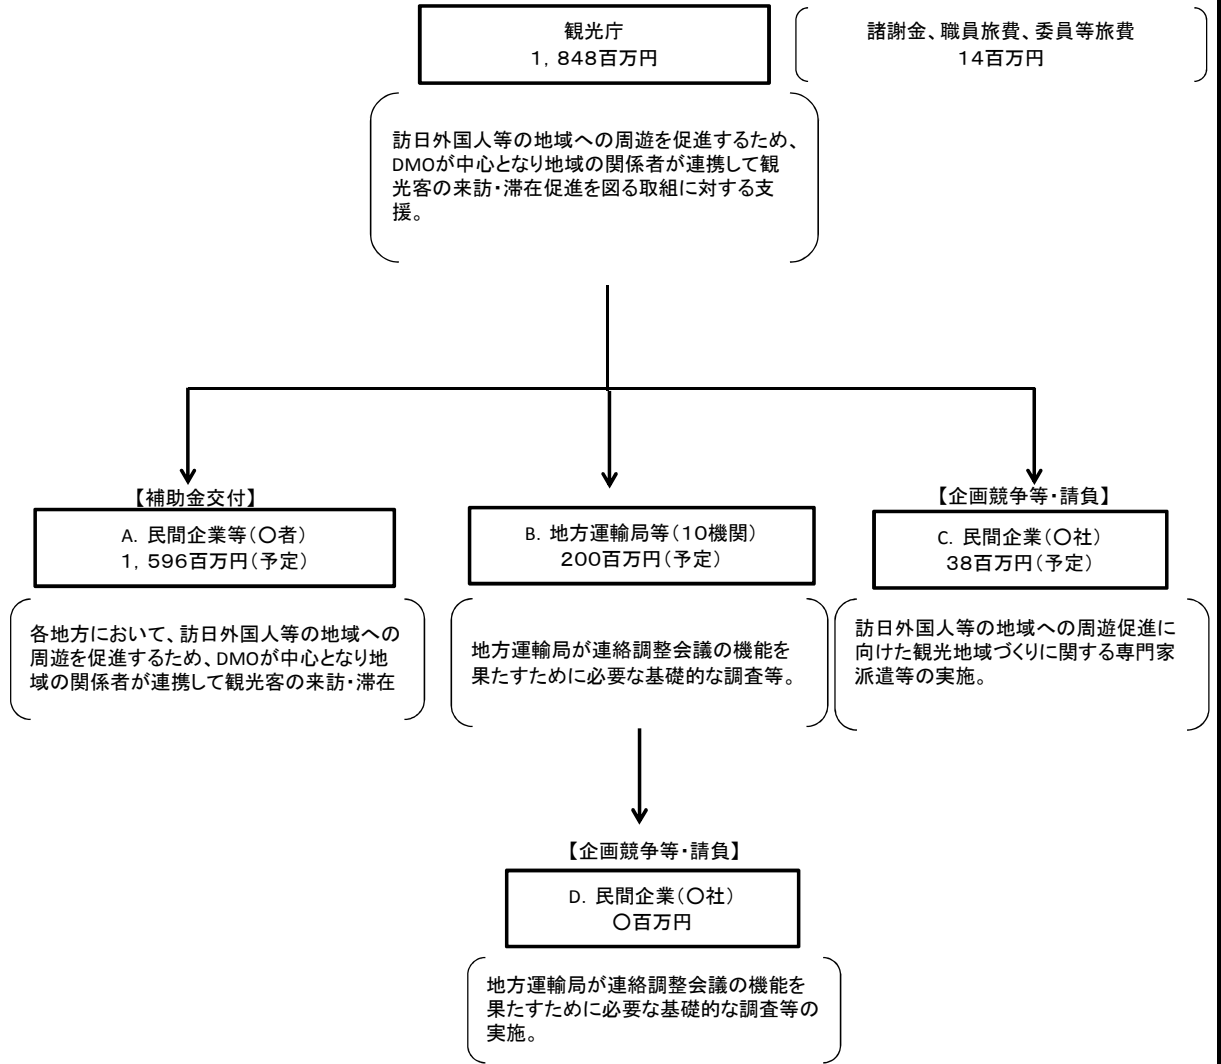 観光庁
1,848百万円
諸謝金、職員旅費、委員等旅費
14百万円
訪日外国人等の地域への周遊を促進するため、
DMOが中心となり地域の関係者が連携して観
光客の来訪・滞在促進を図る取組に対する支
援。
【補助金交付】
A. 民間企業等(〇者)
1,596百万円(予定)
各地方において、訪日外国人等の地域への
周遊を促進するため、DMOが中心となり地
域の関係者が連携して観光客の来訪・滞在
B. 地方運輸局等(10機関)
200百万円(予定)
地方運輸局が連絡調整会議の機能を
果たすために必要な基礎的な調査等。
【企画競争等・請負】
C. 民間企業(〇社)
38百万円(予定)
訪日外国人等の地域への周遊促進に
向けた観光地域づくりに関する専門家
派遣等の実施。
【企画競争等・請負】
D. 民間企業(〇社)
〇百万円
地方運輸局が連絡調整会議の機能を
果たすために必要な基礎的な調査等の
実施。